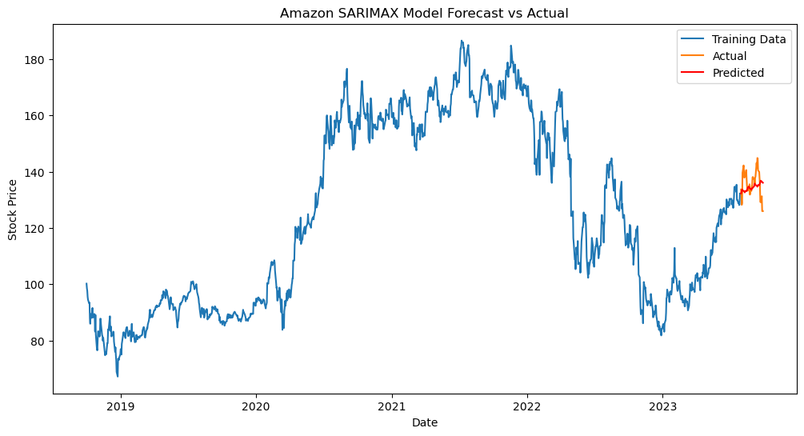 Amazon SARIMAX Model Forecast vs Actual
Training Data
Actual
Predicted
180
160
140
120
100
80
Stock Price
2019
2020
2021
2022
2023
Date